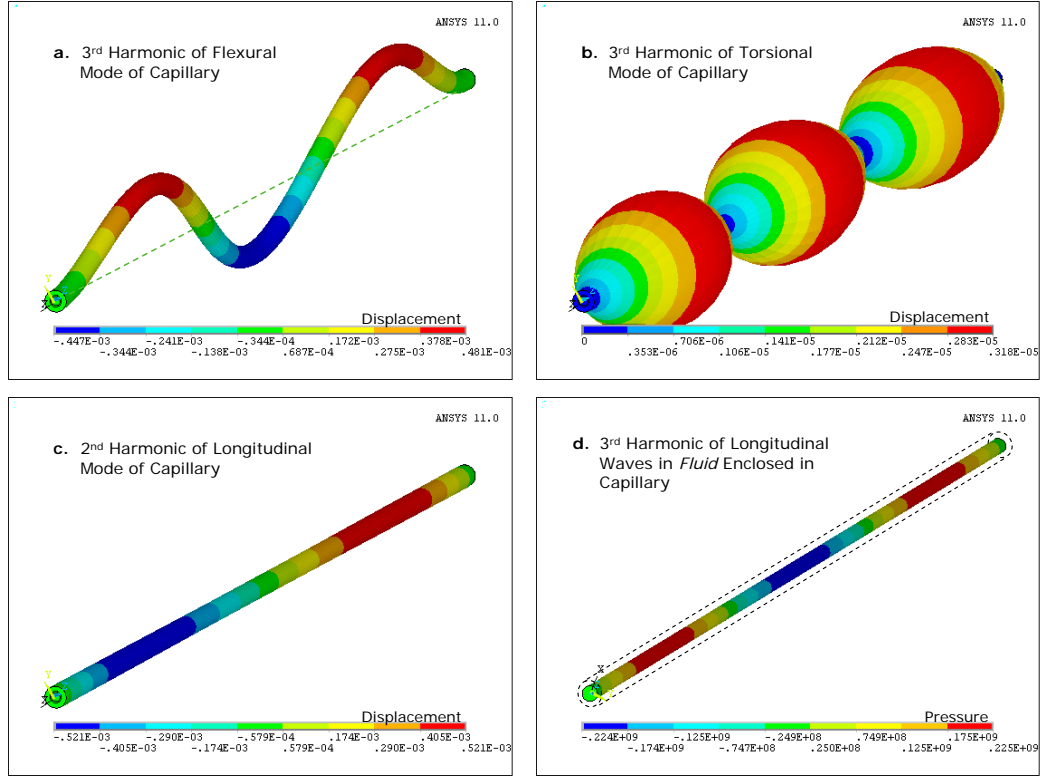 ANSYS 11.0
a. 3rd Harmonic of Flexural
Mode of Capillary
Y
Z
Displacement
-.447E-03 -.241E-03 -.344E-04 .172E-03 .378E-03
-.344E-03 -.138E-03 .687E-04 .275E-03 .481E-03
ANSYS 11.0
b. 3rd Harmonic of Torsional
Mode of Capillary
Displacement
0 .706E-06 .141E-05 .212E-05 .283E-05
.353E-06 .106E-05 .177E-05 .247E-05 .318E-05
ANSYS 11.0
c. 2nd Harmonic of Longitudinal
Mode of Capillary
Y
Displacement
-.521E-03 -.290E-03 -.579E-04 .174E-03 .405E-03
-.405E-03 -.174E-03 .579E-04 .290E-03 .521E-03
ANSYS 11.0
d. 3rd Harmonic of Longitudinal
Waves in Fluid Enclosed in
Capillary
X
Pressure
-.224E+09 -.125E+09 -.249E+08 .749E+08 .175E+09
-.174E+09 -.747E+08 .250E+08 .125E+09 .225E+09